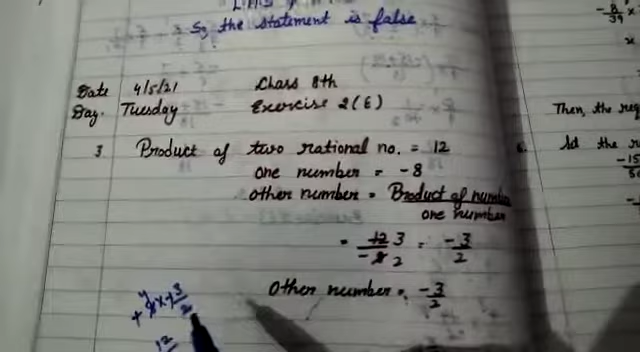 So, the statement is false
Date 4/5/21 Class 8th
Day. Tuesday Exercise 2(E)
3 Product of two rational no. = 12
one number = -8
Other number = Product of number / one number
= 12 3 / -8 2 = -3/2
Other number = -3/2
Then, the req